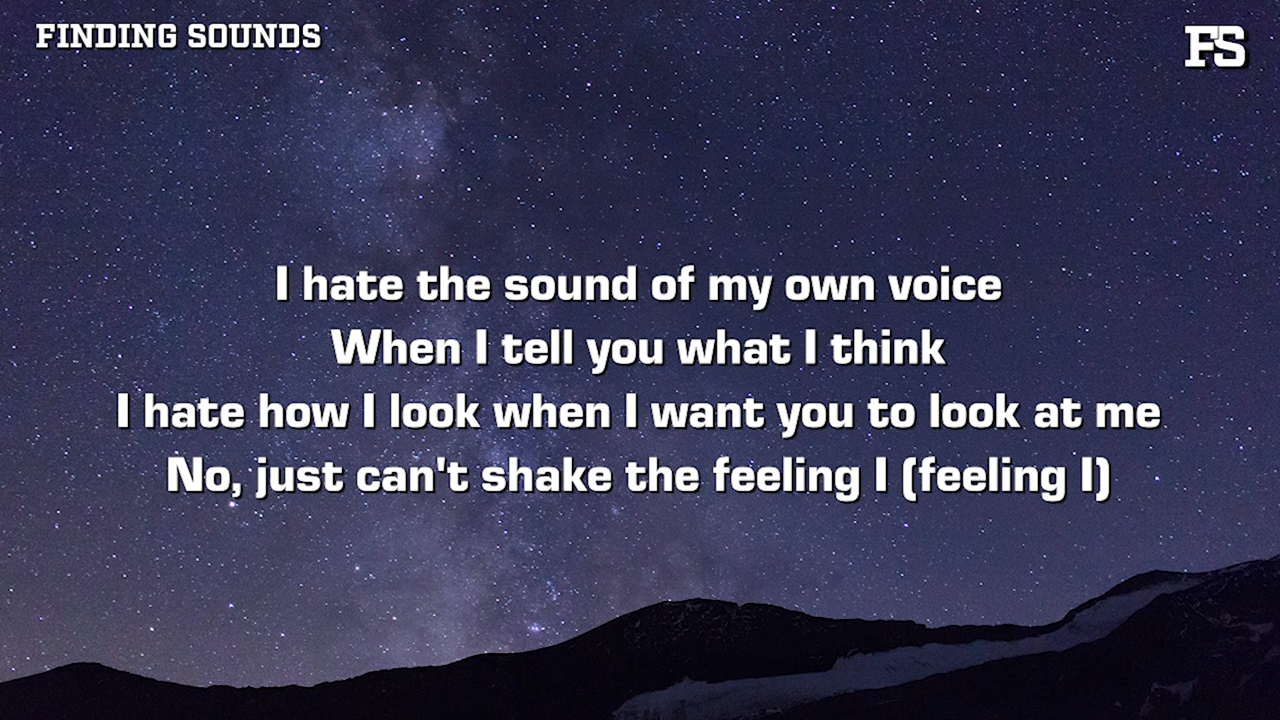 FINDING SOUNDS
FS
I hate the sound of my own voice
When I tell you what I think
I hate how I look when I want you to look at me
No, just can't shake the feeling I (feeling I)